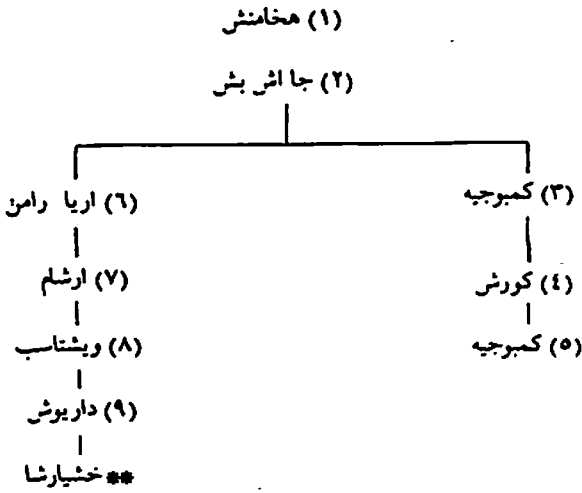 (١) هخامنش
(٢) جا اش بش
(٣) كمبوجيه
(٦) اريا رامن
(٤) كورش
(٧) ارشام
(٥) كمبوجيه
(٨) ويشتاسب
(٩) داريوش
** خشيارشا